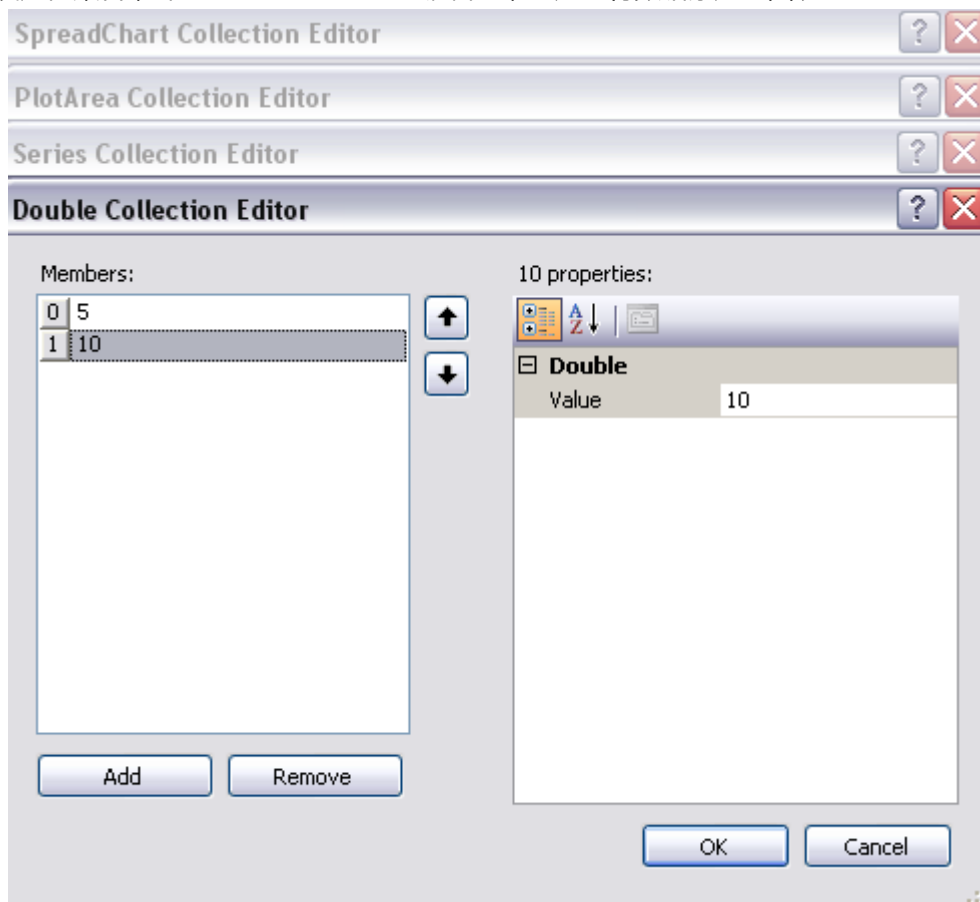 SpreadChart Collection Editor
PlotArea Collection Editor
Series Collection Editor
Double Collection Editor
Members:
0 5
1 10
10 properties:
Double
Value 10
Add
Remove
OK
Cancel